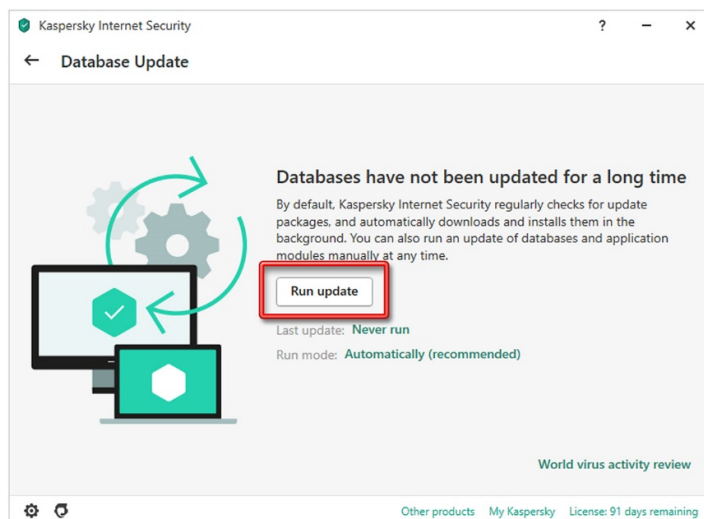 Kaspersky Internet Security
?
Database Update
Databases have not been updated for a long time
By default, Kaspersky Internet Security regularly checks for update
packages, and automatically downloads and installs them in the
background. You can also run an update of databases and application
modules manually at any time.
Run update
Last update: Never run
Run mode: Automatically (recommended)
World virus activity review
Other products My Kaspersky License: 91 days remaining